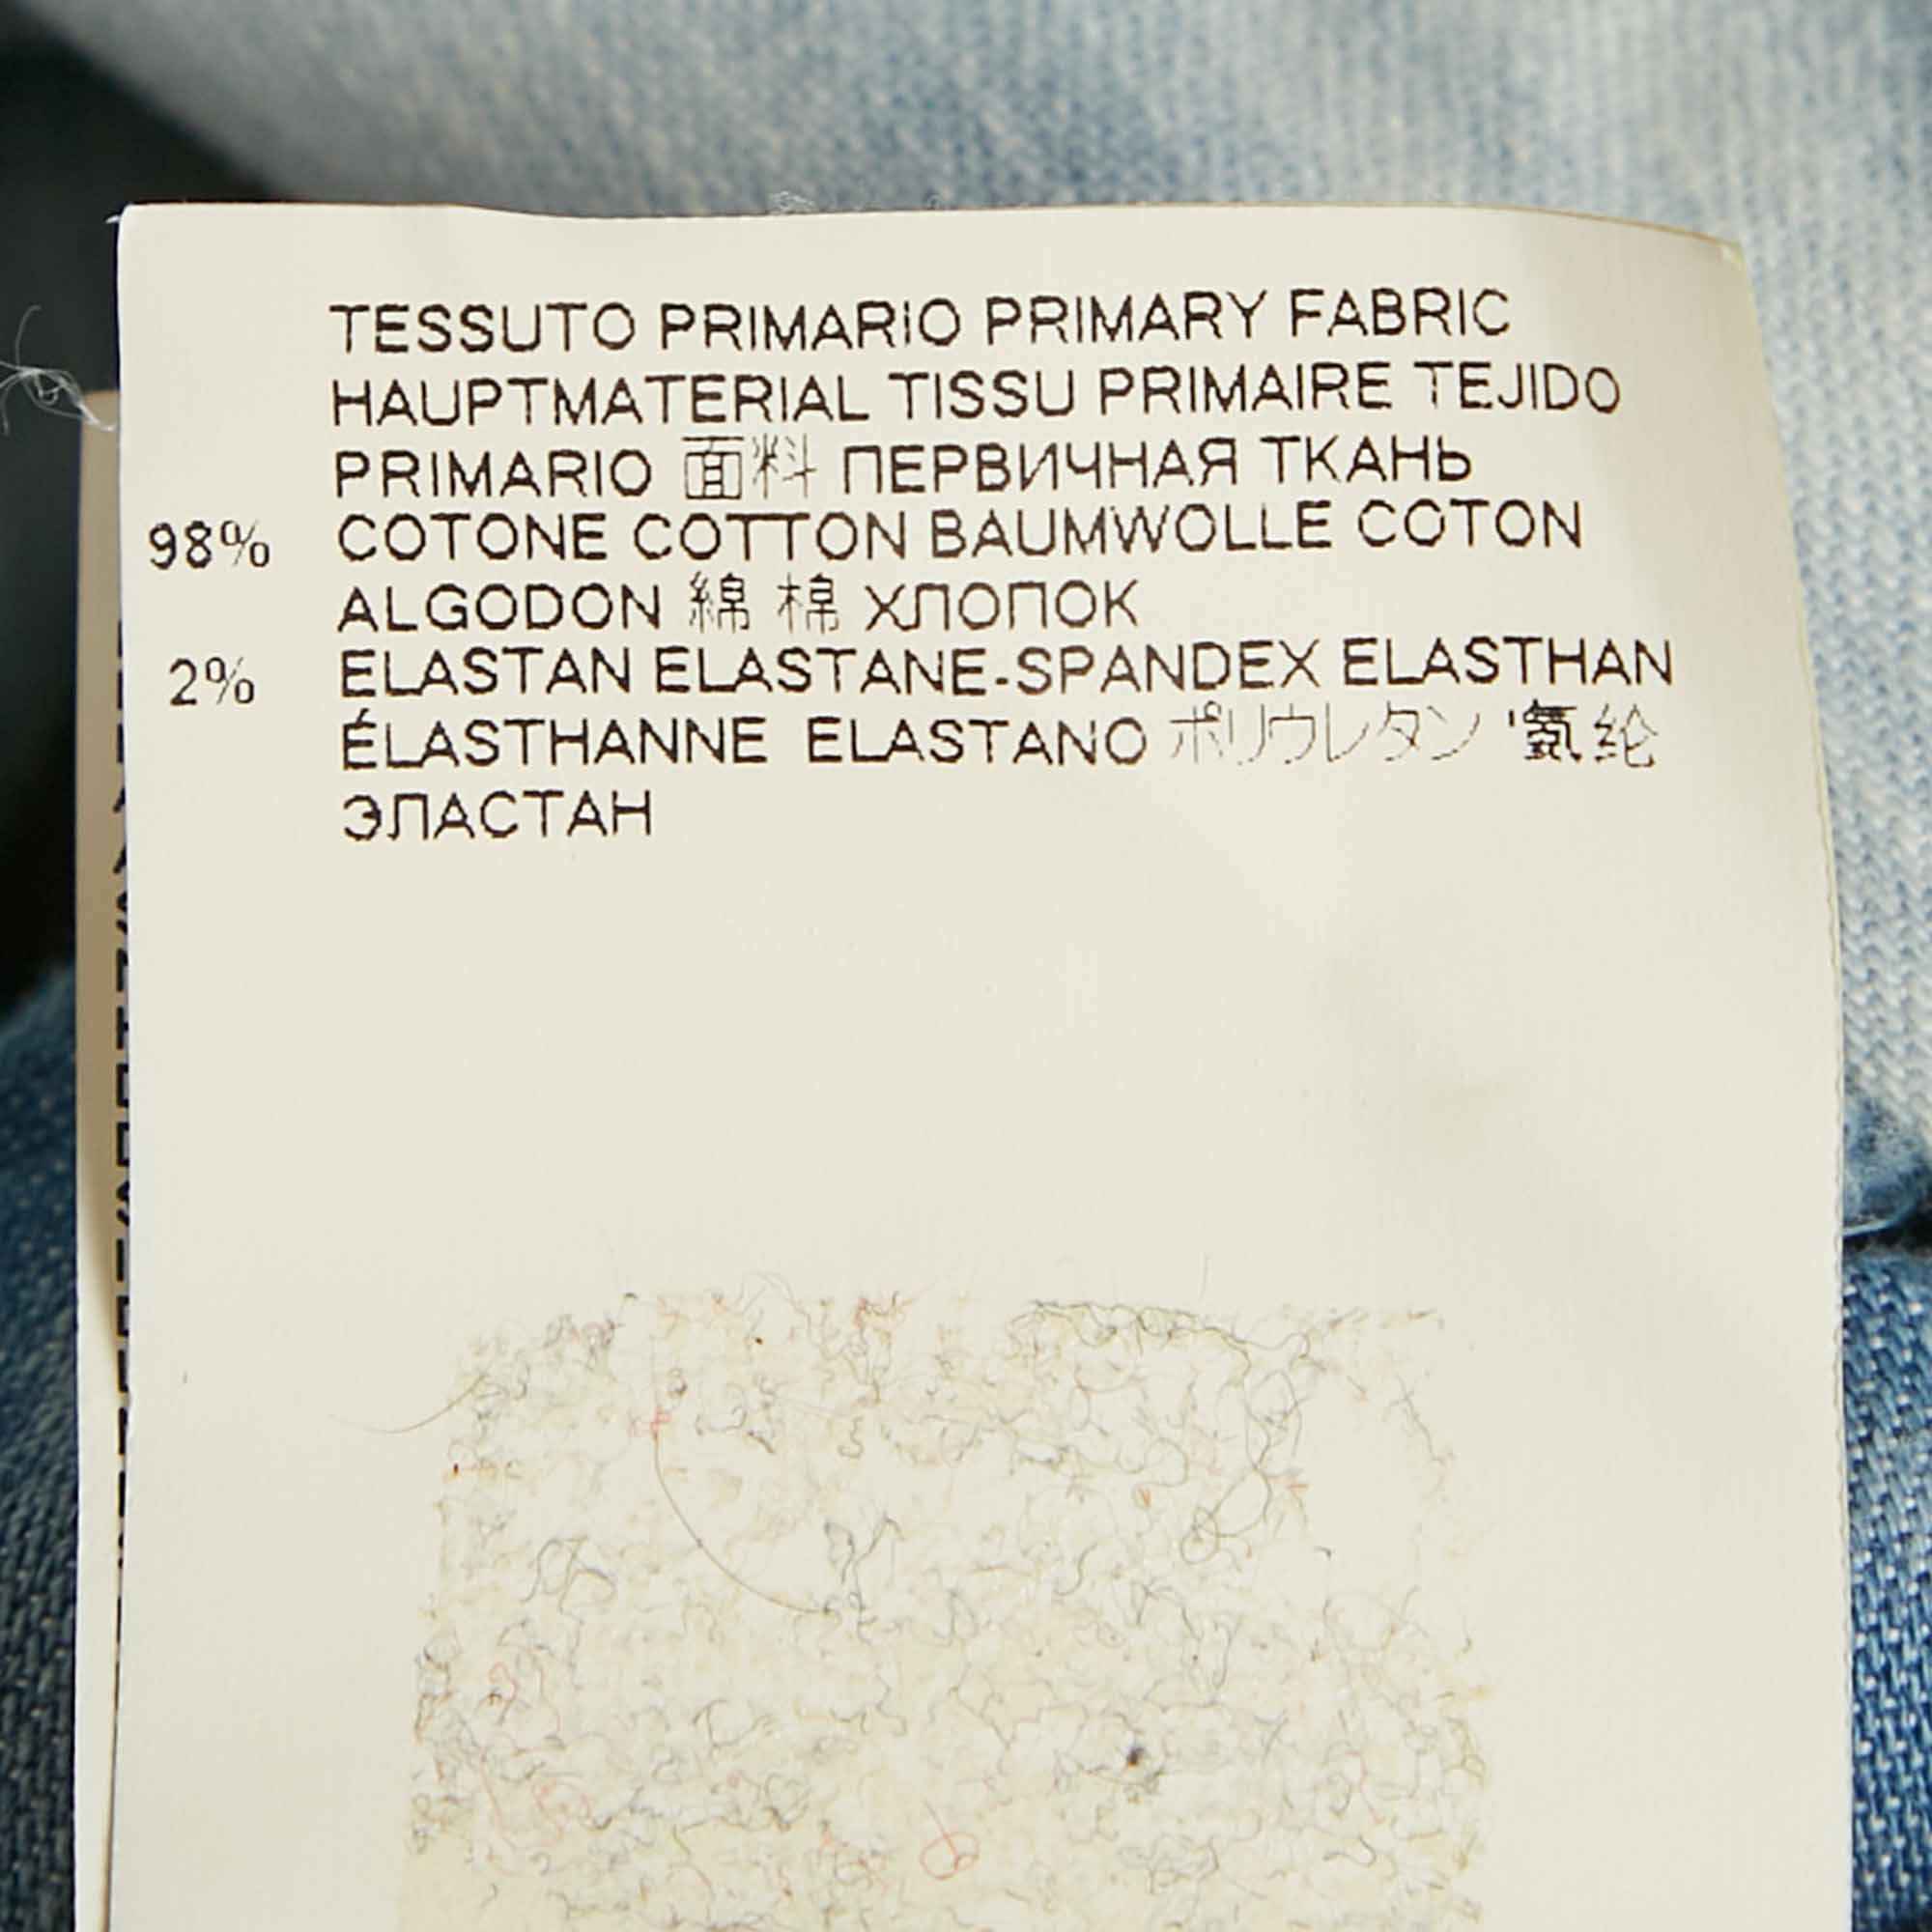 TESSUTO PRIMARIO PRIMARY FABRIC
HAUPTMATERIAL TISSU PRIMAIRE TEJIDO
PRIMARIO 面料 ПЕРВИЧНАЯ ТКАНЬ
98% COTONE COTTON BAUMWOLLE COTON
ALGODON 綿 棉 ХЛОПОК
2% ELASTAN ELASTANE-SPANDEX ELASTHAN
ÉLASTHANNE ELASTANO ポリウレタン '氨纶
ЭЛАСТАН